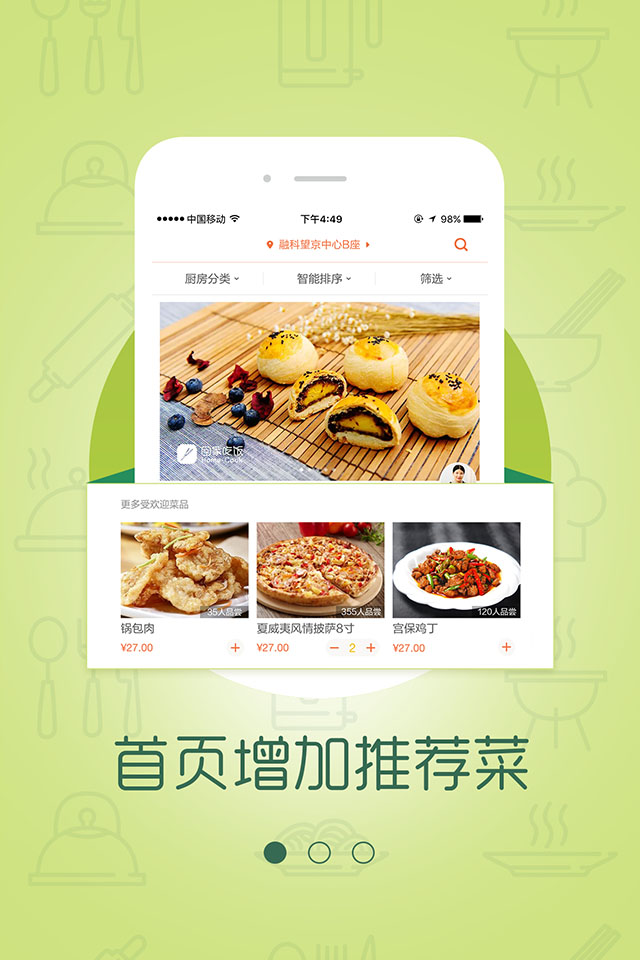 中国移动
下午4:49
98%
融科望京中心B座
厨房分类
智能排序
筛选
回家吃饭
Home-Cook
更多受欢迎菜品
35人品尝
355人品尝
120人品尝
锅包肉
夏威夷风情披萨8寸
宫保鸡丁
¥27.00
+
¥27.00
− 2 +
¥27.00
+
首页增加推荐菜